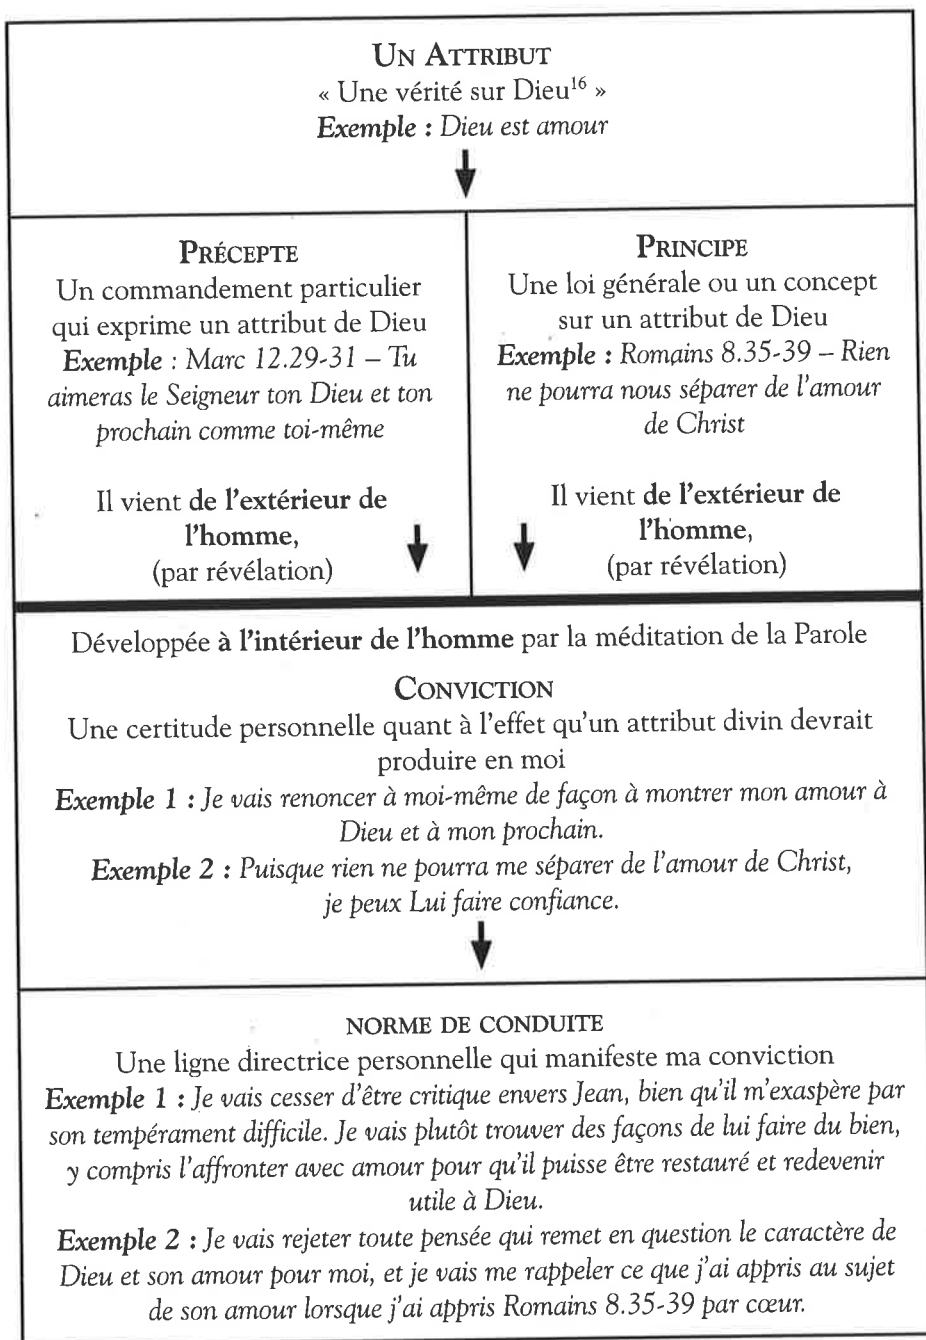 UN ATTRIBUT
« Une vérité sur Dieu16 »
Exemple : Dieu est amour
PRÉCEPTE
Un commandement particulier
qui exprime un attribut de Dieu
Exemple : Marc 12.29-31 – Tu
aimeras le Seigneur ton Dieu et ton
prochain comme toi-même
Il vient de l'extérieur de
l'homme,
(par révélation)
PRINCIPE
Une loi générale ou un concept
sur un attribut de Dieu
Exemple : Romains 8.35-39 – Rien
ne pourra nous séparer de l'amour
de Christ
Il vient de l'extérieur de
l'homme,
(par révélation)
Développée à l'intérieur de l'homme par la méditation de la Parole
CONVICTION
Une certitude personnelle quant à l'effet qu'un attribut divin devrait
produire en moi
Exemple 1 : Je vais renoncer à moi-même de façon à montrer mon amour à
Dieu et à mon prochain.
Exemple 2 : Puisque rien ne pourra me séparer de l'amour de Christ,
je peux Lui faire confiance.
NORME DE CONDUITE
Une ligne directrice personnelle qui manifeste ma conviction
Exemple 1 : Je vais cesser d'être critique envers Jean, bien qu'il m'exaspère par
son tempérament difficile. Je vais plutôt trouver des façons de lui faire du bien,
y compris l'affronter avec amour pour qu'il puisse être restauré et redevenir
utile à Dieu.
Exemple 2 : Je vais rejeter toute pensée qui remet en question le caractère de
Dieu et son amour pour moi, et je vais me rappeler ce que j'ai appris au sujet
de son amour lorsque j'ai appris Romains 8.35-39 par cœur.